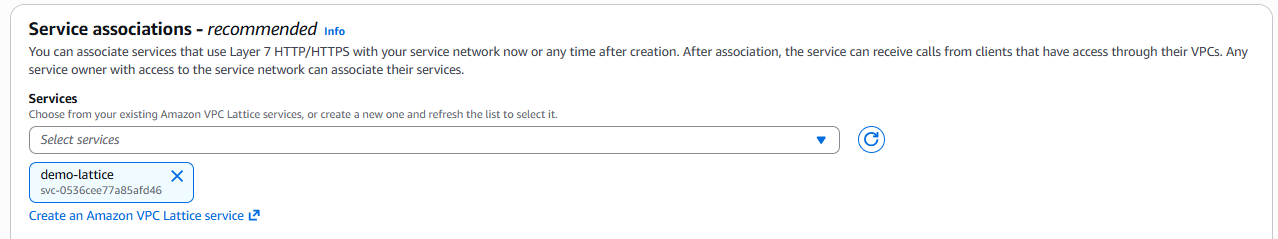 Service associations - recommended Info
You can associate services that use Layer 7 HTTP/HTTPS with your service network now or any time after creation. After association, the service can receive calls from clients that have access through their VPCs. Any
service owner with access to the service network can associate their services.
Services
Choose from your existing Amazon VPC Lattice services, or create a new one and refresh the list to select it.
Select services
demo-lattice
svc-0536cee77a85afd46
Create an Amazon VPC Lattice service